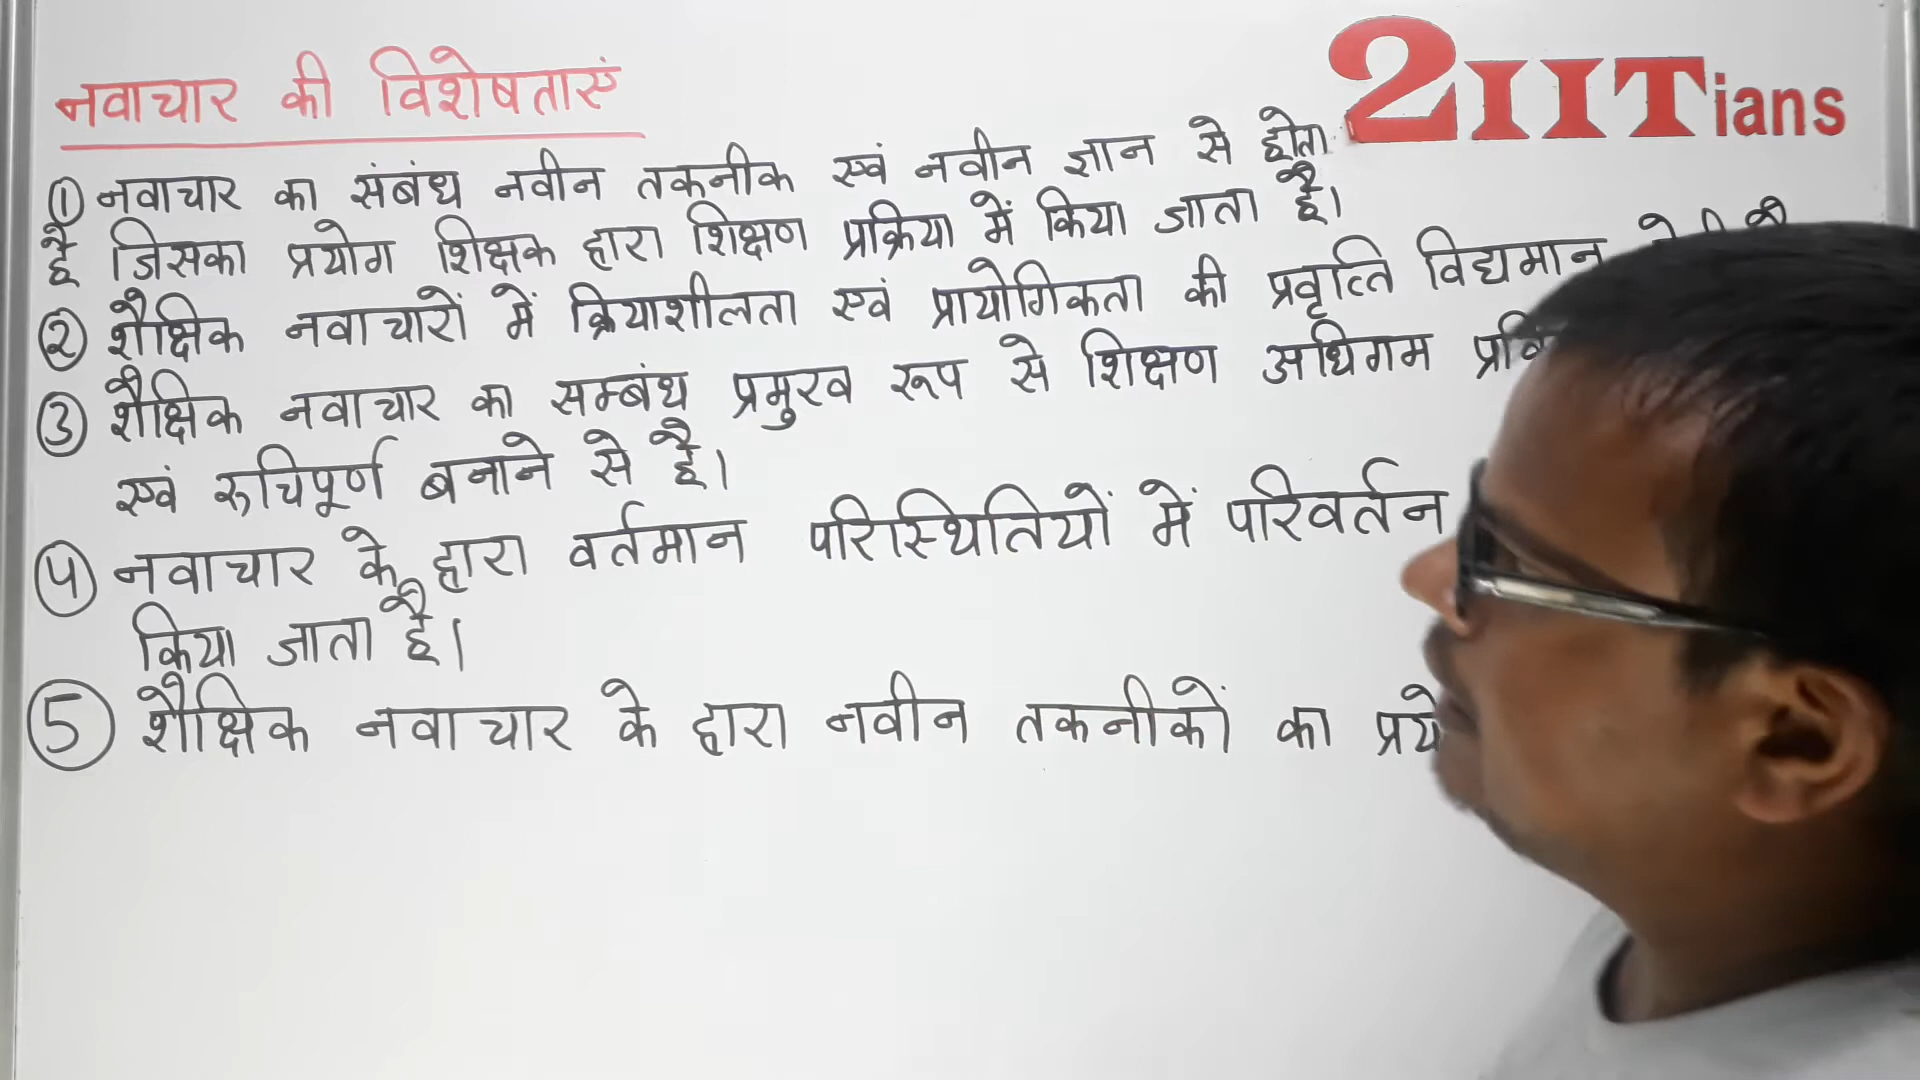 नवाचार की विशेषताएं
2IITians
① नवाचार का संबंध नवीन तकनीक एवं नवीन ज्ञान से होता
है जिसका प्रयोग शिक्षक द्वारा शिक्षण प्रक्रिया में किया जाता है।
② शैक्षिक नवाचारों में क्रियाशीलता एवं प्रायोगिकता की प्रवृत्ति विद्यमान
③ शैक्षिक नवाचार का सम्बंध प्रमुख रूप से शिक्षण अधिगम
एवं रुचिपूर्ण बनाने से है।
④ नवाचार के द्वारा वर्तमान परिस्थितियों में परिवर्तन
किया जाता है।
⑤ शैक्षिक नवाचार के द्वारा नवीन तकनीकों का